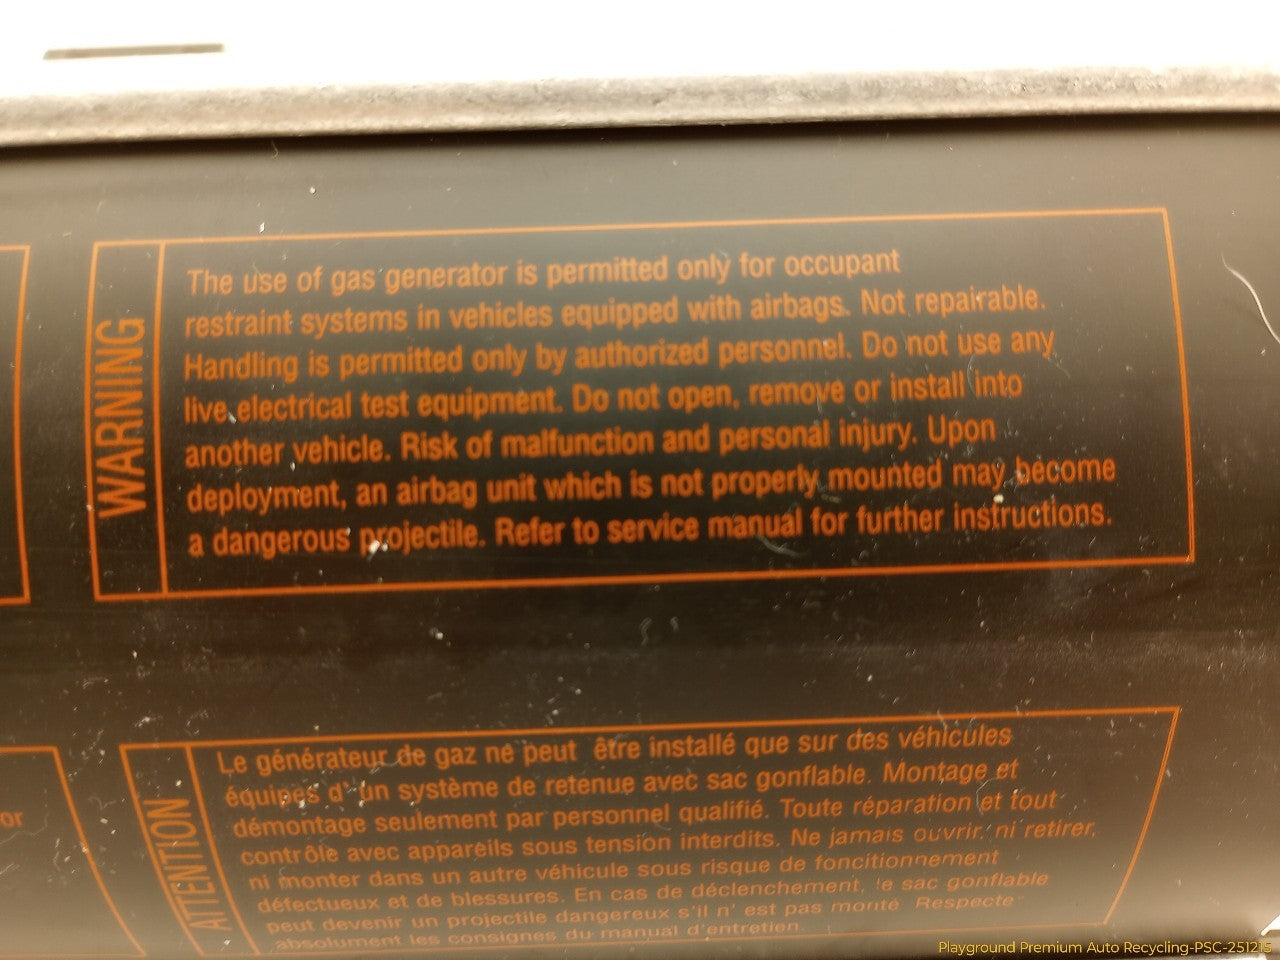 WARNING
The use of gas generator is permitted only for occupant
restraint systems in vehicles equipped with airbags. Not repairable.
Handling is permitted only by authorized personnel. Do not use any
live electrical test equipment. Do not open, remove or install into
another vehicle. Risk of malfunction and personal injury. Upon
deployment, an airbag unit which is not properly mounted may become
a dangerous projectile. Refer to service manual for further instructions.
or
ATTENTION
Le générateur de gaz ne peut être installé que sur des véhicules
équipés d' un système de retenue avec sac gonflable. Montage et
démontage seulement par personnel qualifié. Toute réparation et tout
contrôle avec appareils sous tension interdits. Ne jamais ouvrir, ni retirer,
ni monter dans un autre véhicule sous risque de foncitionnement
défectueux et de blessures. En cas de déclenchement, le sac gonflable
peut devenir un projectile dangereux s'il n' est pas monté Respecte
absolument les consignes du manual d'entretien.
Playground Premium Auto Recycling-PSC-251215